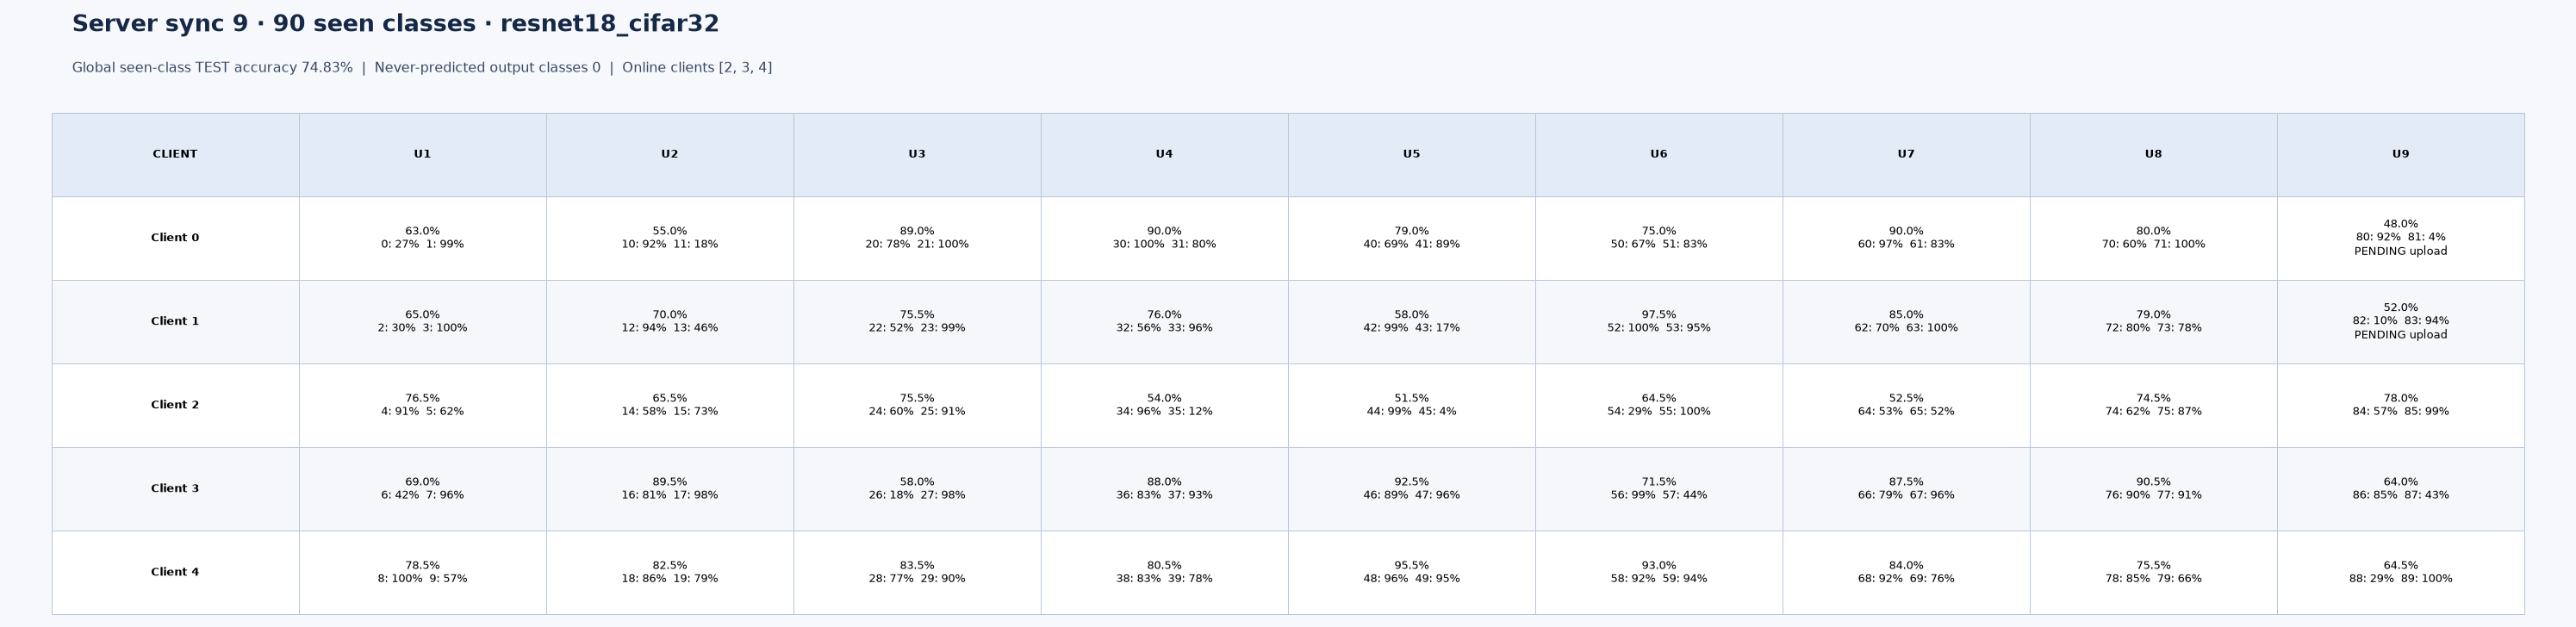 Server sync 9 · 90 seen classes · resnet18_cifar32
Global seen-class TEST accuracy 74.83% | Never-predicted output classes 0 | Online clients [2, 3, 4]
CLIENT U1 U2 U3 U4 U5 U6 U7 U8 U9
Client 0
63.0%
0: 27% 1: 99%
55.0%
10: 92% 11: 18%
89.0%
20: 78% 21: 100%
90.0%
30: 100% 31: 80%
79.0%
40: 69% 41: 89%
75.0%
50: 67% 51: 83%
90.0%
60: 97% 61: 83%
80.0%
70: 60% 71: 100%
48.0%
80: 92% 81: 4%
PENDING upload
Client 1
65.0%
2: 30% 3: 100%
70.0%
12: 94% 13: 46%
75.5%
22: 52% 23: 99%
76.0%
32: 56% 33: 96%
58.0%
42: 99% 43: 17%
97.5%
52: 100% 53: 95%
85.0%
62: 70% 63: 100%
79.0%
72: 80% 73: 78%
52.0%
82: 10% 83: 94%
PENDING upload
Client 2
76.5%
4: 91% 5: 62%
65.5%
14: 58% 15: 73%
75.5%
24: 60% 25: 91%
54.0%
34: 96% 35: 12%
51.5%
44: 99% 45: 4%
64.5%
54: 29% 55: 100%
52.5%
64: 53% 65: 52%
74.5%
74: 62% 75: 87%
78.0%
84: 57% 85: 99%
Client 3
69.0%
6: 42% 7: 96%
89.5%
16: 81% 17: 98%
58.0%
26: 18% 27: 98%
88.0%
36: 83% 37: 93%
92.5%
46: 89% 47: 96%
71.5%
56: 99% 57: 44%
87.5%
66: 79% 67: 96%
90.5%
76: 90% 77: 91%
64.0%
86: 85% 87: 43%
Client 4
78.5%
8: 100% 9: 57%
82.5%
18: 86% 19: 79%
83.5%
28: 77% 29: 90%
80.5%
38: 83% 39: 78%
95.5%
48: 96% 49: 95%
93.0%
58: 92% 59: 94%
84.0%
68: 92% 69: 76%
75.5%
78: 85% 79: 66%
64.5%
88: 29% 89: 100%